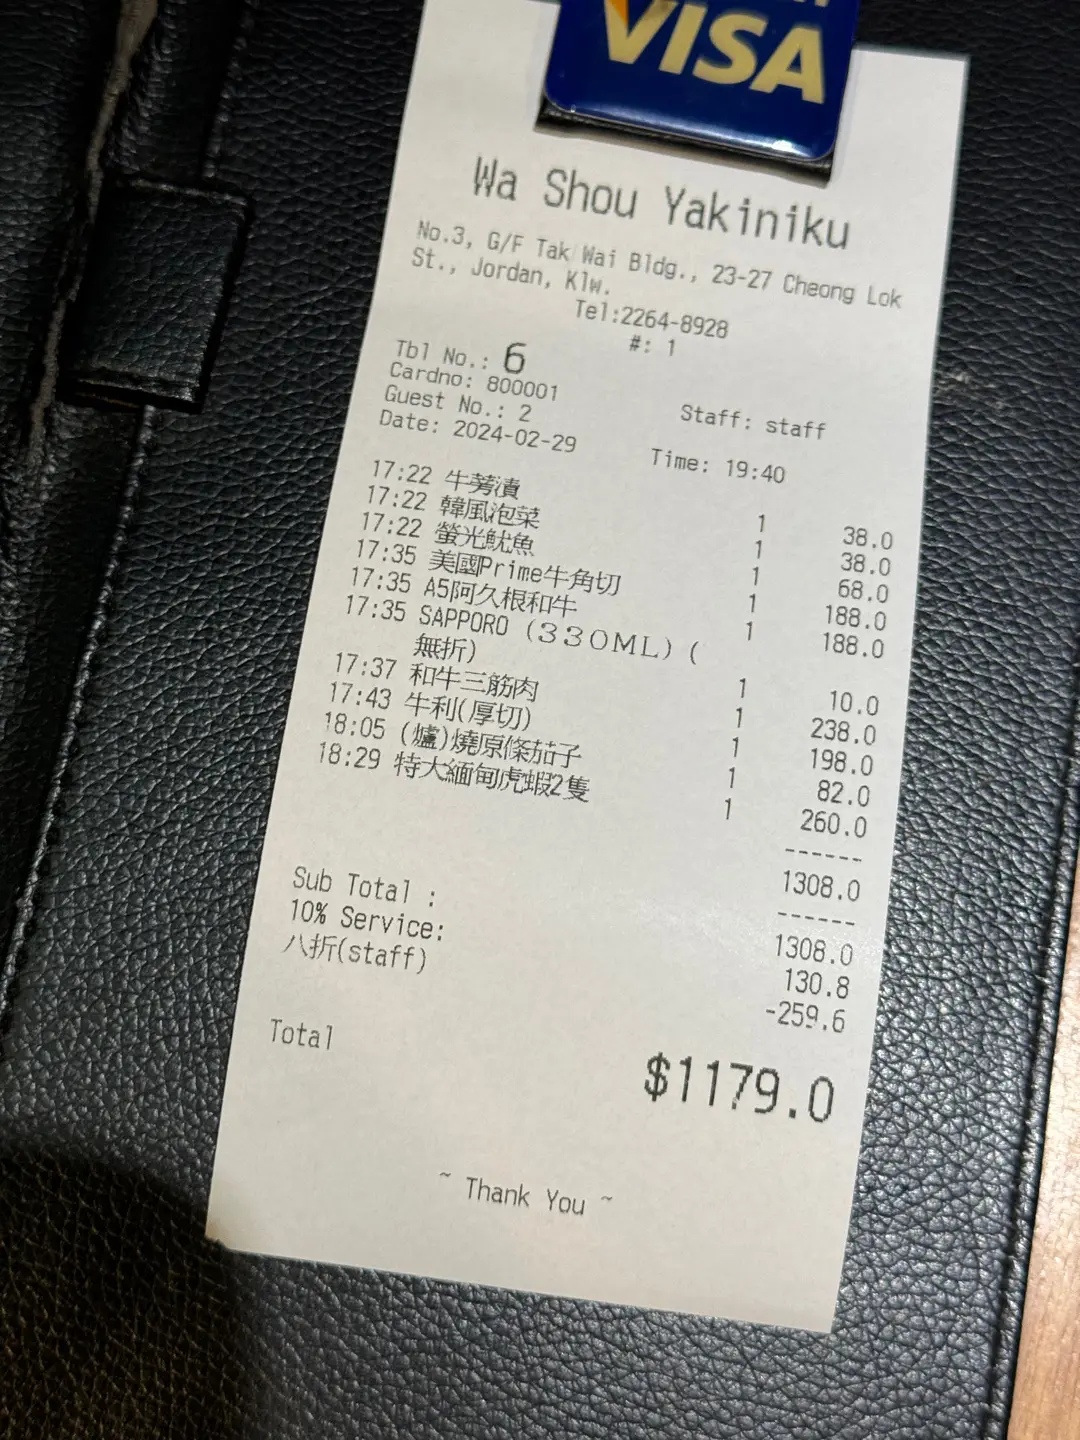 VISA
Wa Shou Yakiniku
No.3, G/F Tak Wai Bldg., 23-27 Cheong Lok
St., Jordan, Klw.
Tel:2264-8928
#: 1
Tbl No.: 6
Cardno: 800001
Guest No.: 2 Staff: staff
Date: 2024-02-29 Time: 19:40
17:22 牛蒡漬 1 38.0
17:22 韓風泡菜 1 38.0
17:22 螢光魷魚 1 68.0
17:35 美國Prime牛角切 1 188.0
17:35 A5阿久根和牛 1 188.0
17:35 SAPPORO (330ML) (
無折) 1 10.0
17:37 和牛三筋肉 1 238.0
17:43 牛利(厚切) 1 198.0
18:05 (爐)燒原條茄子 1 82.0
18:29 特大緬甸虎蝦2隻 1 260.0
------
1308.0
------
Sub Total : 1308.0
10% Service: 130.8
八折(staff) -259.6
Total $1179.0
~ Thank You ~